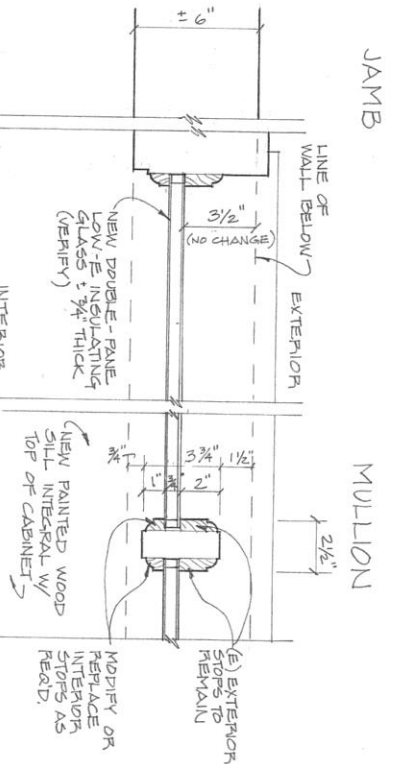 JAMB
MULLION
± 6"
LINE OF
WALL BELOW
EXTERIOR
3 1/2"
(NO CHANGE)
NEW DOUBLE-PANE
LOW-E INSULATING
GLASS ± 3/4" THICK
(VERIFY)
INTERIOR
3/4"
3 3/4"
1 1/2"
1"
3/4"
2"
2 1/2"
NEW PAINTED WOOD
SILL INTEGRAL W/
TOP OF CABINET
(E) EXTERIOR
STOPS TO
REMAIN
MODIFY OR
REPLACE
INTERIOR
STOPS AS
REQ'D.